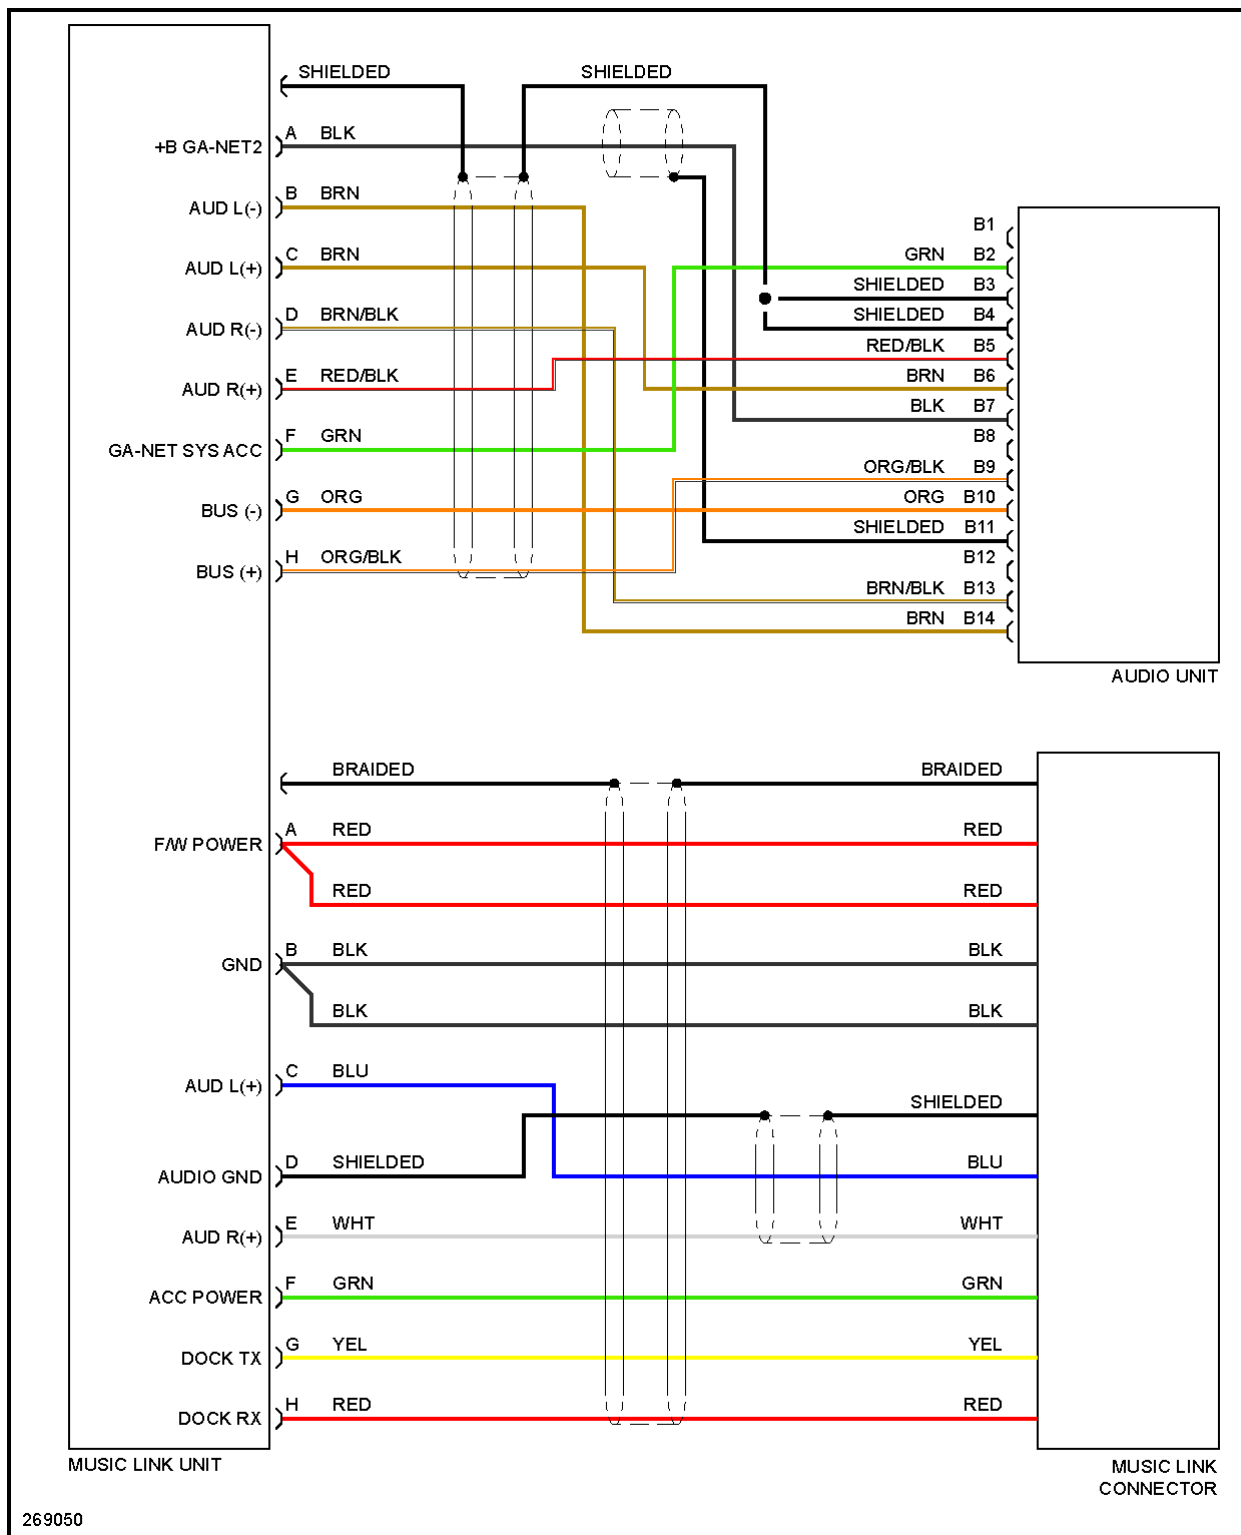 SHIELDED SHIELDED
+B GA-NET2 A BLK
AUD L(-) B BRN
B1
AUD L(+) C BRN GRN B2
SHIELDED B3
AUD R(-) D BRN/BLK SHIELDED B4
RED/BLK B5
AUD R(+) E RED/BLK BRN B6
BLK B7
GA-NET SYS ACC F GRN B8
ORG/BLK B9
BUS (-) G ORG ORG B10
SHIELDED B11
BUS (+) H ORG/BLK B12
BRN/BLK B13
BRN B14
AUDIO UNIT
BRAIDED BRAIDED
F/W POWER A RED RED
RED RED
GND B BLK BLK
BLK BLK
AUD L(+) C BLU
SHIELDED
AUDIO GND D SHIELDED BLU
AUD R(+) E WHT WHT
ACC POWER F GRN GRN
DOCK TX G YEL YEL
DOCK RX H RED RED
MUSIC LINK UNIT
MUSIC LINK
CONNECTOR
269050